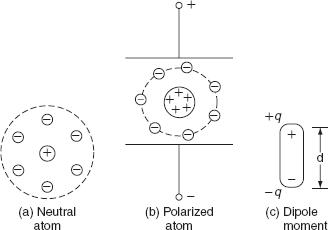 +
−
− − − − − − +
− − − − − − − + + + + +
+q
+
−
d
−q
(a) Neutral
atom
(b) Polarized
atom
(c) Dipole
moment